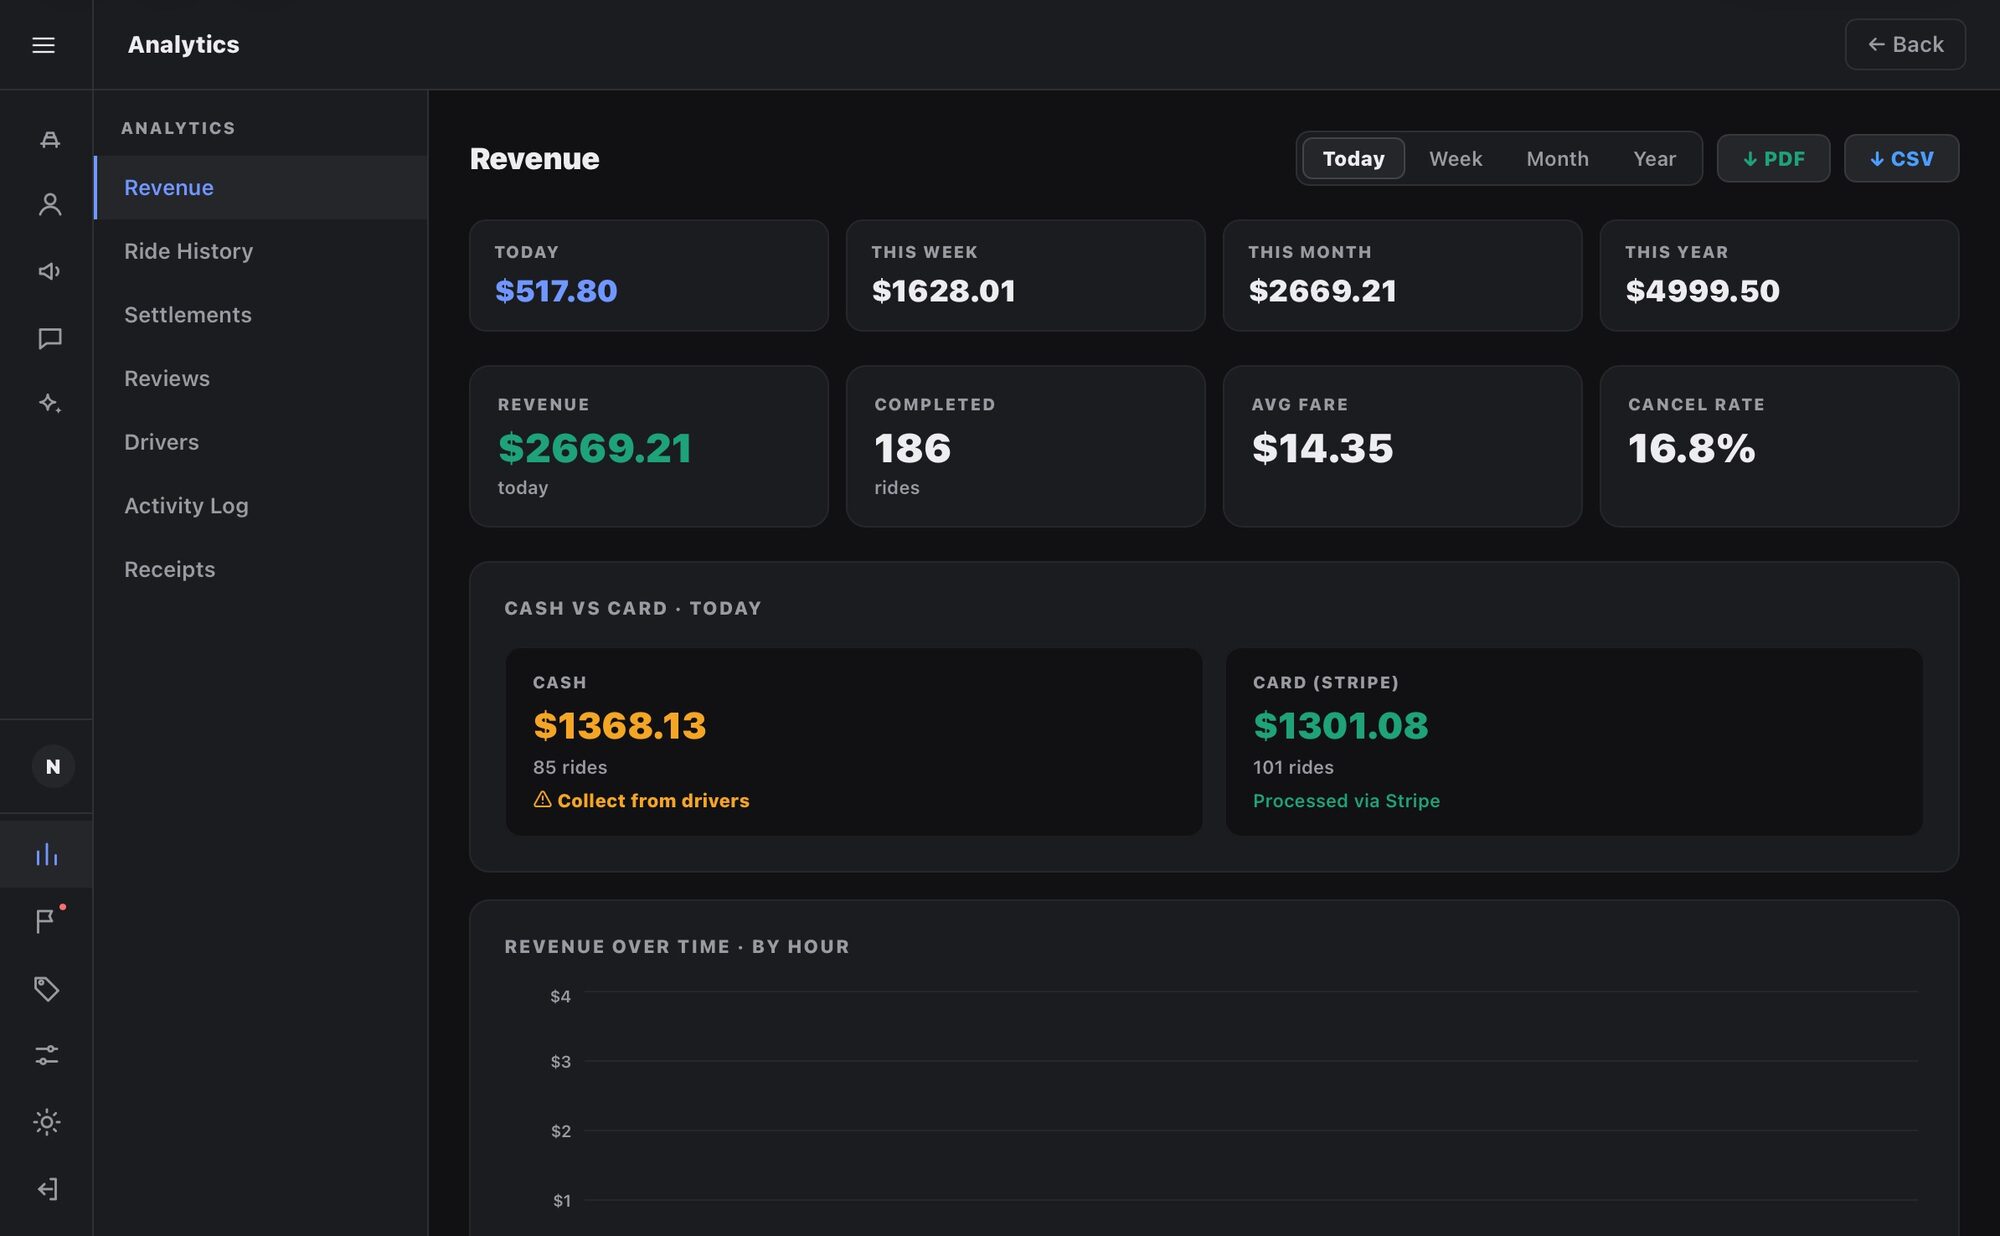 Analytics
← Back
ANALYTICS
Revenue
Ride History
Settlements
Reviews
Drivers
Activity Log
Receipts
N
Revenue
Today Week Month Year ↓ PDF ↓ CSV
TODAY
$517.80
THIS WEEK
$1628.01
THIS MONTH
$2669.21
THIS YEAR
$4999.50
REVENUE
$2669.21
today
COMPLETED
186
rides
AVG FARE
$14.35
CANCEL RATE
16.8%
CASH VS CARD · TODAY
CASH
$1368.13
85 rides
⚠ Collect from drivers
CARD (STRIPE)
$1301.08
101 rides
Processed via Stripe
REVENUE OVER TIME · BY HOUR
$4
$3
$2
$1